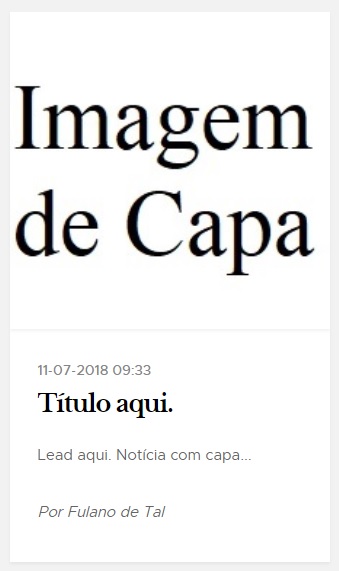 Imagem
de Capa
11-07-2018 09:33
Título aqui.
Lead aqui. Notícia com capa...
Por Fulano de Tal